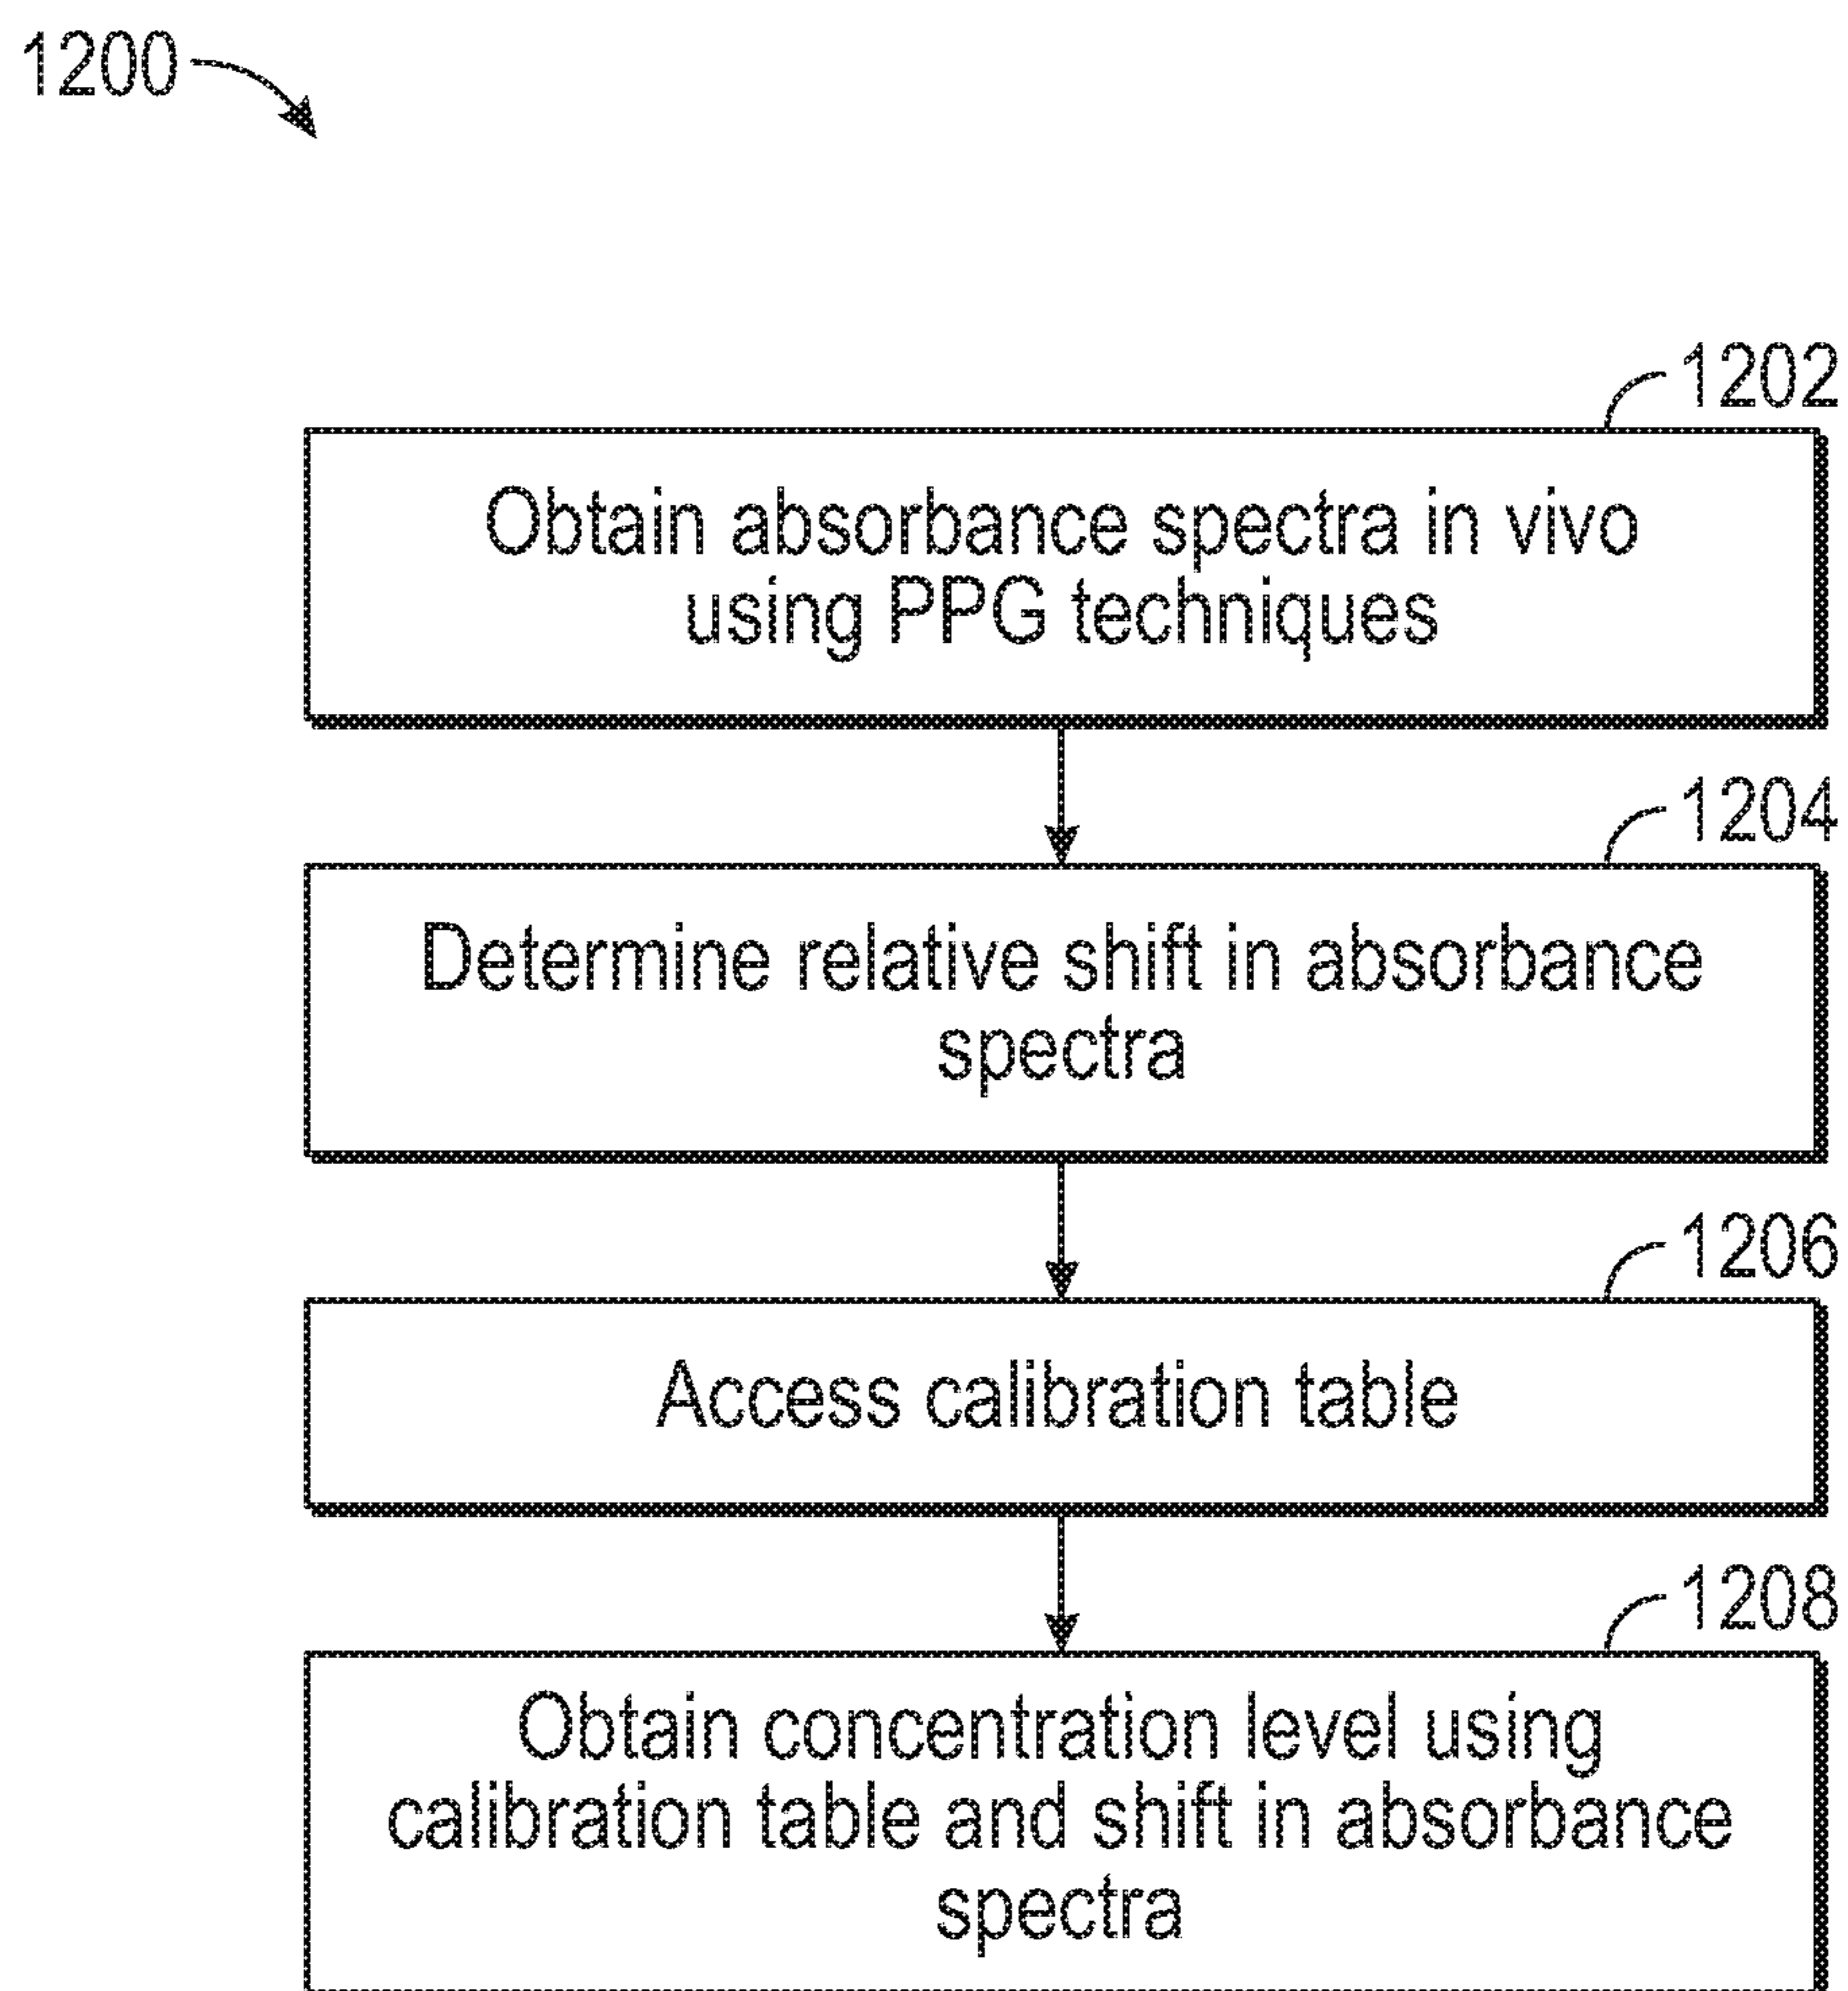 1200
1202
Obtain absorbance spectra in vivo
using PPG techniques
1204
Determine relative shift in absorbance
spectra
1206
Access calibration table
1208
Obtain concentration level using
calibration table and shift in absorbance
spectra